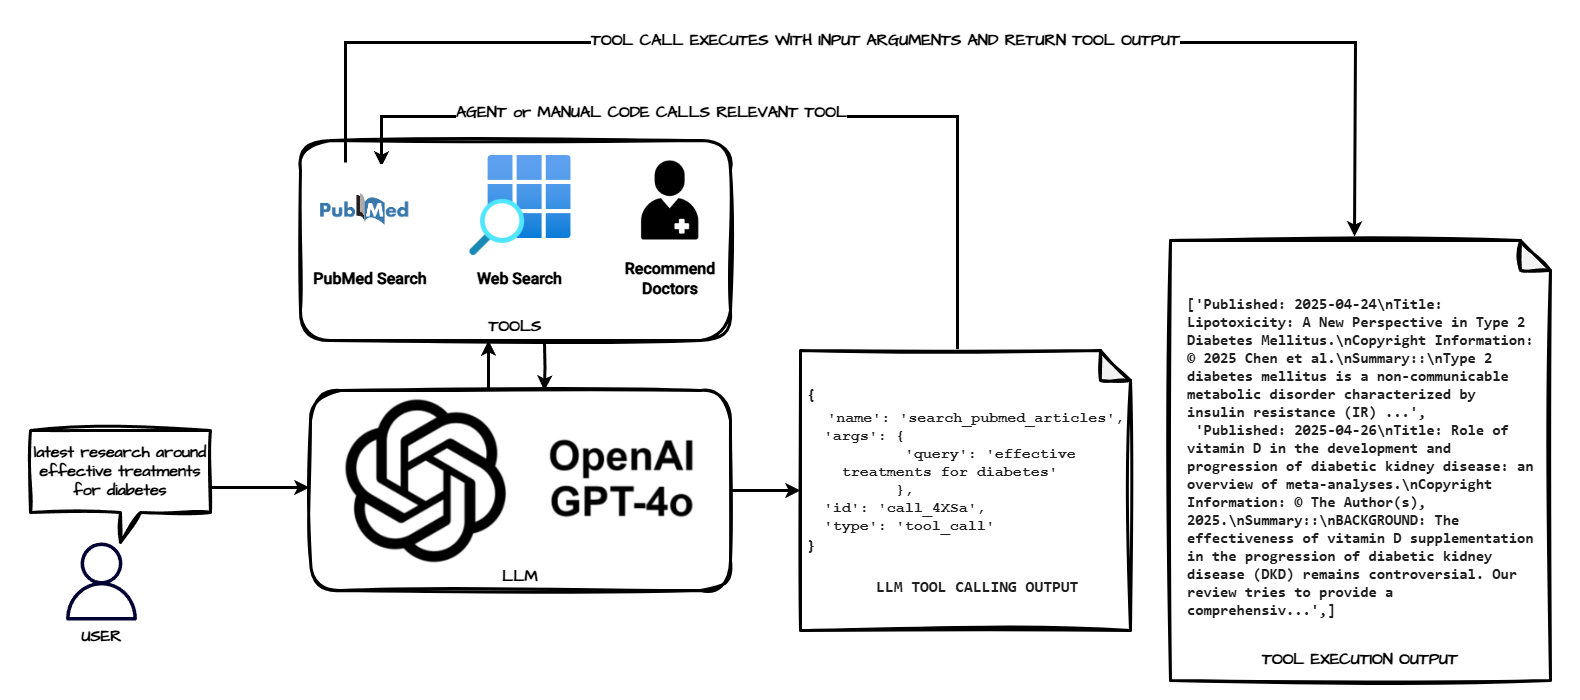 TOOL CALL EXECUTES WITH INPUT ARGUMENTS AND RETURN TOOL OUTPUT
AGENT or MANUAL CODE CALLS RELEVANT TOOL
PubMed
PubMed Search
Web Search
Recommend
Doctors
TOOLS
latest research around
effective treatments
for diabetes
USER
OpenAI
GPT-4o
LLM
{
'name': 'search_pubmed_articles',
'args': {
'query': 'effective
treatments for diabetes'
},
'id': 'call_4XSa',
'type': 'tool_call'
}
LLM TOOL CALLING OUTPUT
['Published: 2025-04-24\nTitle:
Lipotoxicity: A New Perspective in Type 2
Diabetes Mellitus.\nCopyright Information:
© 2025 Chen et al.\nSummary::\nType 2
diabetes mellitus is a non-communicable
metabolic disorder characterized by
insulin resistance (IR) ...',
'Published: 2025-04-26\nTitle: Role of
vitamin D in the development and
progression of diabetic kidney disease: an
overview of meta-analyses.\nCopyright
Information: © The Author(s),
2025.\nSummary::\nBACKGROUND: The
effectiveness of vitamin D supplementation
in the progression of diabetic kidney
disease (DKD) remains controversial. Our
review tries to provide a
comprehensiv...',]
TOOL EXECUTION OUTPUT